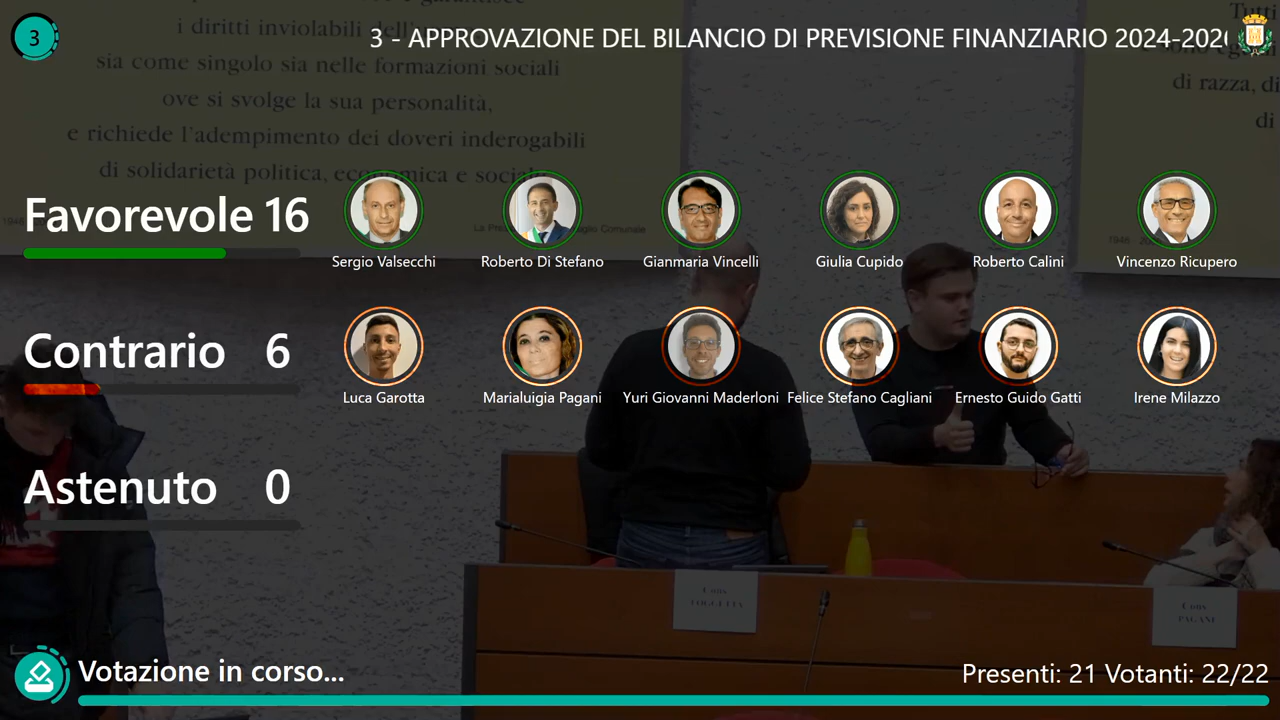 3
3 - APPROVAZIONE DEL BILANCIO DI PREVISIONE FINANZIARIO 2024-2026
Tutti
i diritti inviolabili dell'
sia come singolo sia nelle formazioni sociali
ove si svolge la sua personalità,
e richiede l'adempimento dei doveri inderogabili
di solidarietà politica, economica e sociale
di razza, di
di
Favorevole 16
Sergio Valsecchi
Roberto Di Stefano
Gianmaria Vincelli
Giulia Cupido
Roberto Calini
Vincenzo Ricupero
Contrario 6
Luca Garotta
Marialuigia Pagani
Yuri Giovanni Maderloni
Felice Stefano Cagliani
Ernesto Guido Gatti
Irene Milazzo
Astenuto 0
Cons
PAGANI
Votazione in corso...
Presenti: 21 Votanti: 22/22